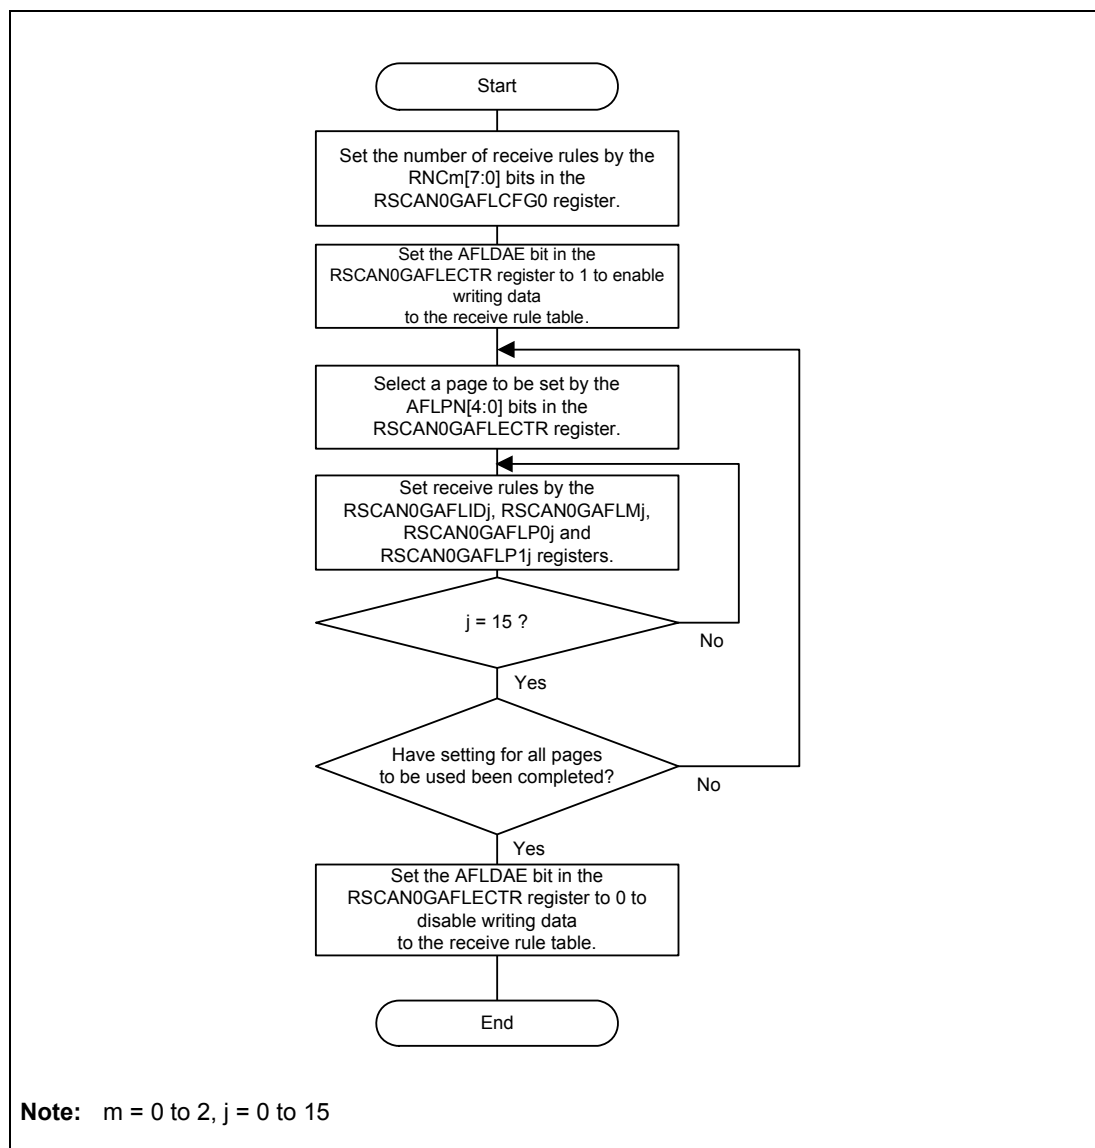 Start
Set the number of receive rules by the
RNCm[7:0] bits in the
RSCAN0GAFLCFG0 register.
Set the AFLDAE bit in the
RSCAN0GAFLECTR register to 1 to enable
writing data
to the receive rule table.
Select a page to be set by the
AFLPN[4:0] bits in the
RSCAN0GAFLECTR register.
Set receive rules by the
RSCAN0GAFLIDj, RSCAN0GAFLMj,
RSCAN0GAFLP0j and
RSCAN0GAFLP1j registers.
j = 15 ?
No
Yes
Have setting for all pages
to be used been completed?
No
Yes
Set the AFLDAE bit in the
RSCAN0GAFLECTR register to 0 to
disable writing data
to the receive rule table.
End
Note: m = 0 to 2, j = 0 to 15